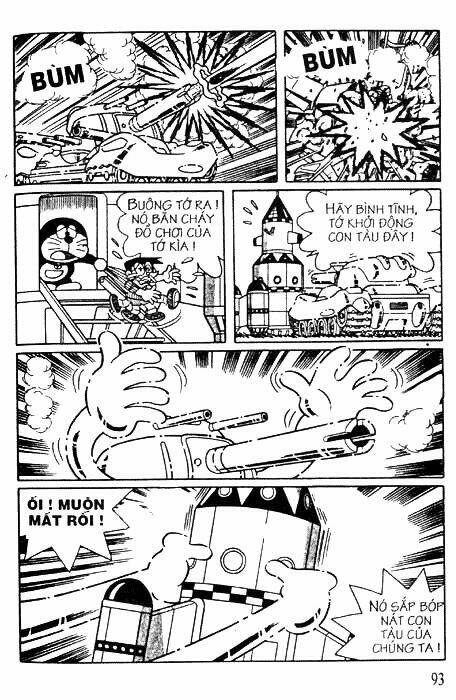 BÙM
BÙM
BUÔNG TỚ RA !
NÓ BẮN CHÁY
ĐỒ CHƠI CỦA
TỚ KÌA !
HÃY BÌNH TĨNH,
TỚ KHỞI ĐỘNG
CON TÀU ĐÂY !
ỐI ! MUỘN
MẤT RỒI !
NÓ SẮP BÓP
NÁT CON
TÀU CỦA
CHÚNG TA !
93